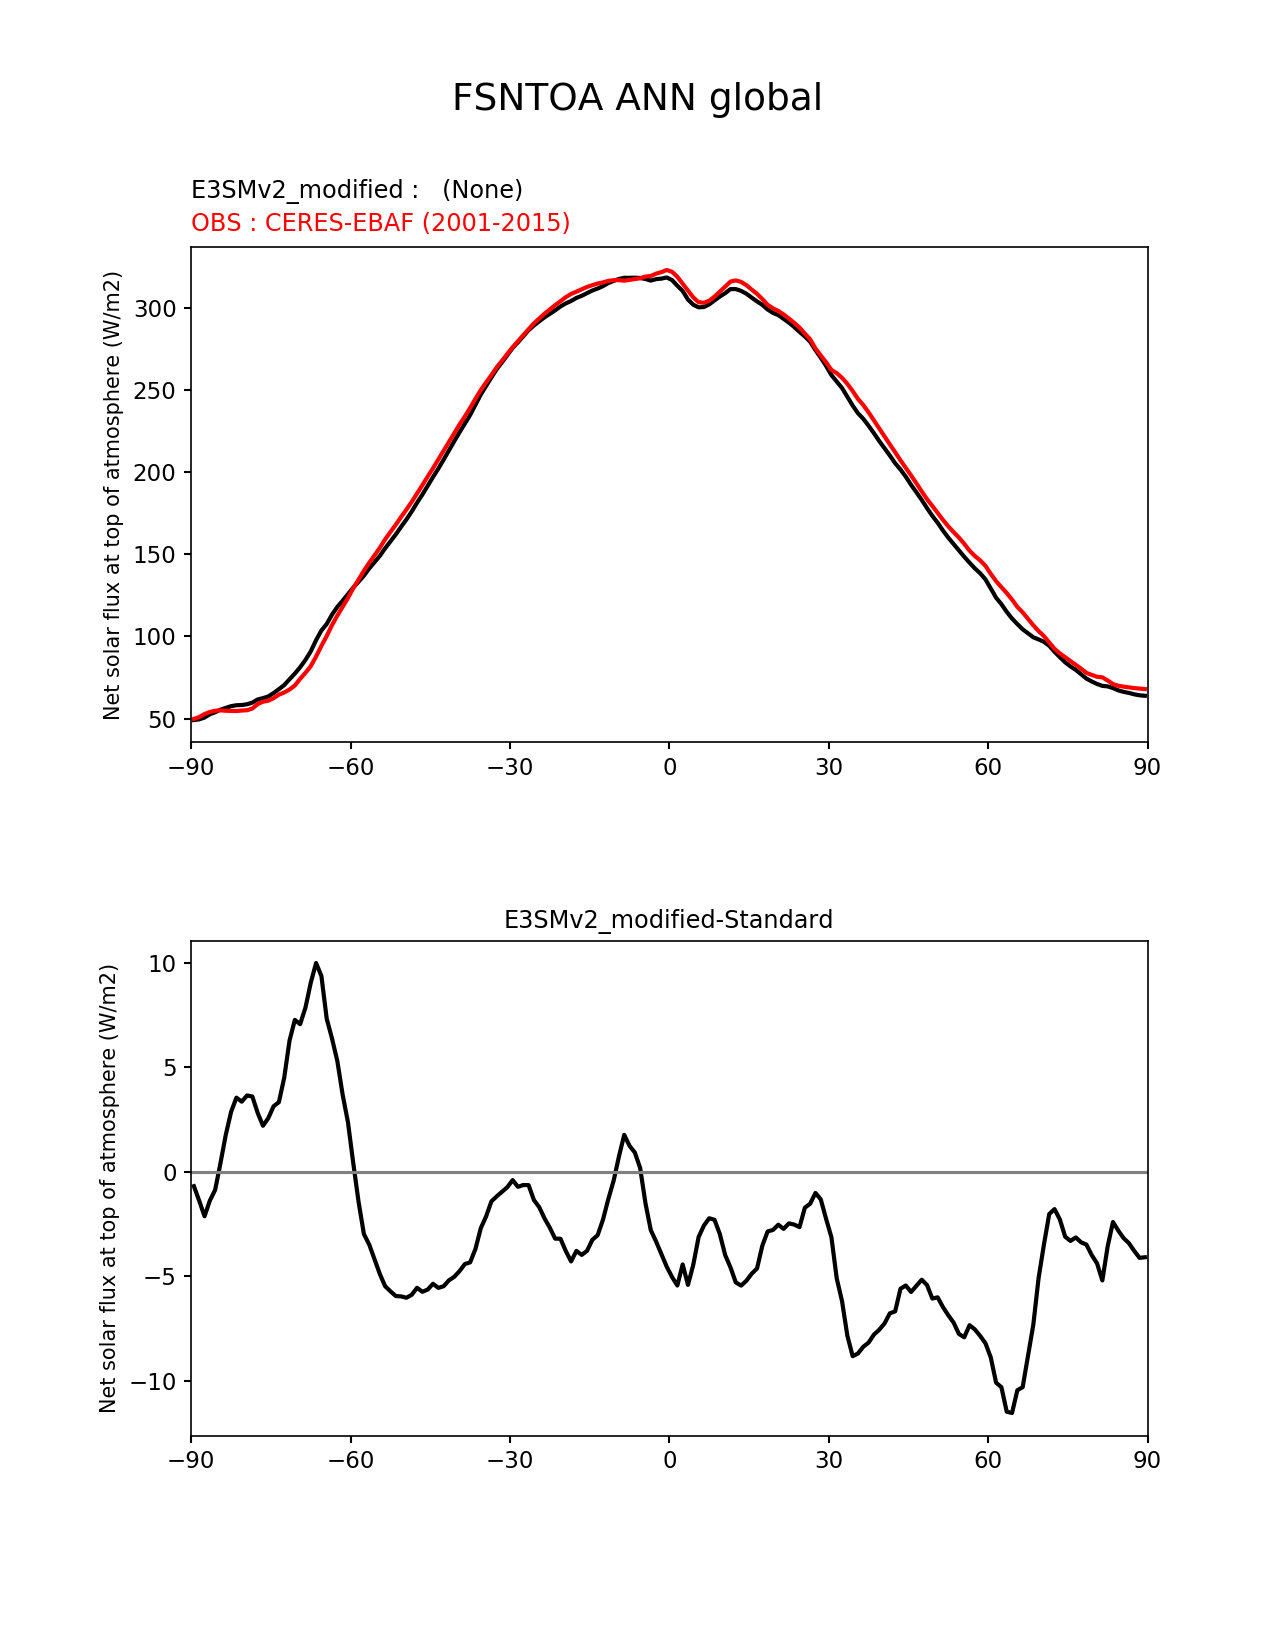 FSNTOA ANN global
E3SMv2_modified :   (None)
OBS : CERES-EBAF (2001-2015)
Net solar flux at top of atmosphere (W/m2)
300
250
200
150
100
50
−90 −60 −30 0 30 60 90
E3SMv2_modified-Standard
Net solar flux at top of atmosphere (W/m2)
10
5
0
−5
−10
−90 −60 −30 0 30 60 90